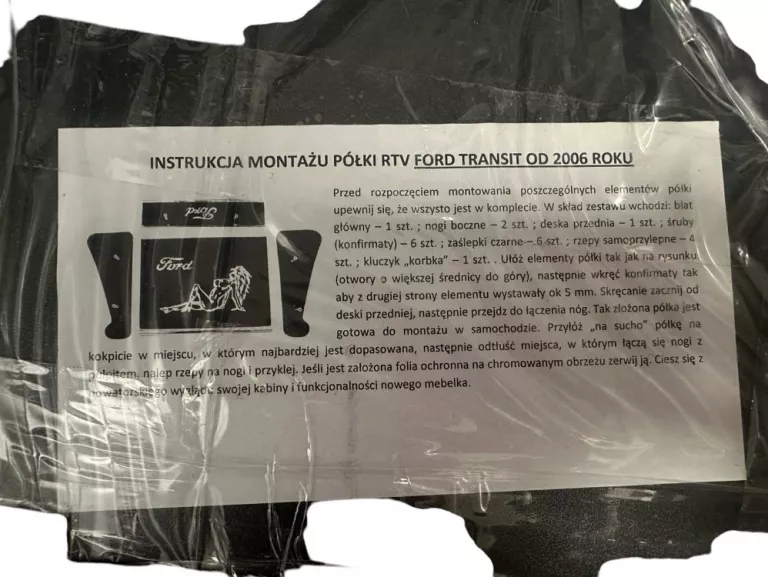 INSTRUKCJA MONTAŻU PÓŁKI RTV FORD TRANSIT OD 2006 ROKU
Ford
Ford
Przed rozpoczęciem montowania poszczególnych elementów półki
upewnij się, że wszysto jest w komplecie. W skład zestawu wchodzi: blat
główny – 1 szt. ; nogi boczne – 2 szt. ; deska przednia – 1 szt. ; śruby
(konfirmaty) – 6 szt. ; zaślepki czarne – 6 szt. ; rzepy samoprzylepne – 4
szt. ; kluczyk „korbka” – 1 szt. . Ułóż elementy półki tak jak na rysunku
(otwory o większej średnicy do góry), następnie wkręć konfirmaty tak
aby z drugiej strony elementu wystawały ok 5 mm. Skręcanie zacznij od
deski przedniej, następnie przejdz do łączenia nóg. Tak złożona półka jest
gotowa do montażu w samochodzie. Przyłóż „na sucho” półkę na
kokpicie w miejscu, w którym najbardziej jest dopasowana, następnie odtłuść miejsca, w którym łączą się nogi z
nalep rzepy na nogi i przyklej. Jeśli jest założona folia ochronna na chromowanym obrzeżu zerwij ją. Ciesz się z
nowatorskiego wyglądu swojej kabiny i funkcjonalności nowego mebelka.